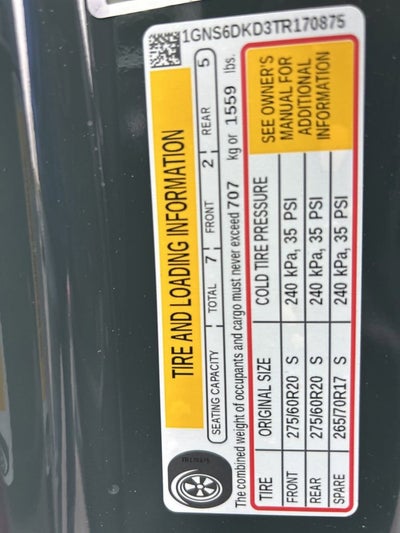 1GNS6DKD3TR170875
TIRE AND LOADING INFORMATION
SEATING CAPACITY TOTAL 7 FRONT 2 REAR 5
The combined weight of occupants and cargo must never exceed 707 kg or 1559 lbs.
TIRE ORIGINAL SIZE COLD TIRE PRESSURE
FRONT 275/60R20 S 240 kPa, 35 PSI
REAR 275/60R20 S 240 kPa, 35 PSI
SPARE 265/70R17 S 240 kPa, 35 PSI
SEE OWNER'S
MANUAL FOR
ADDITIONAL
INFORMATION